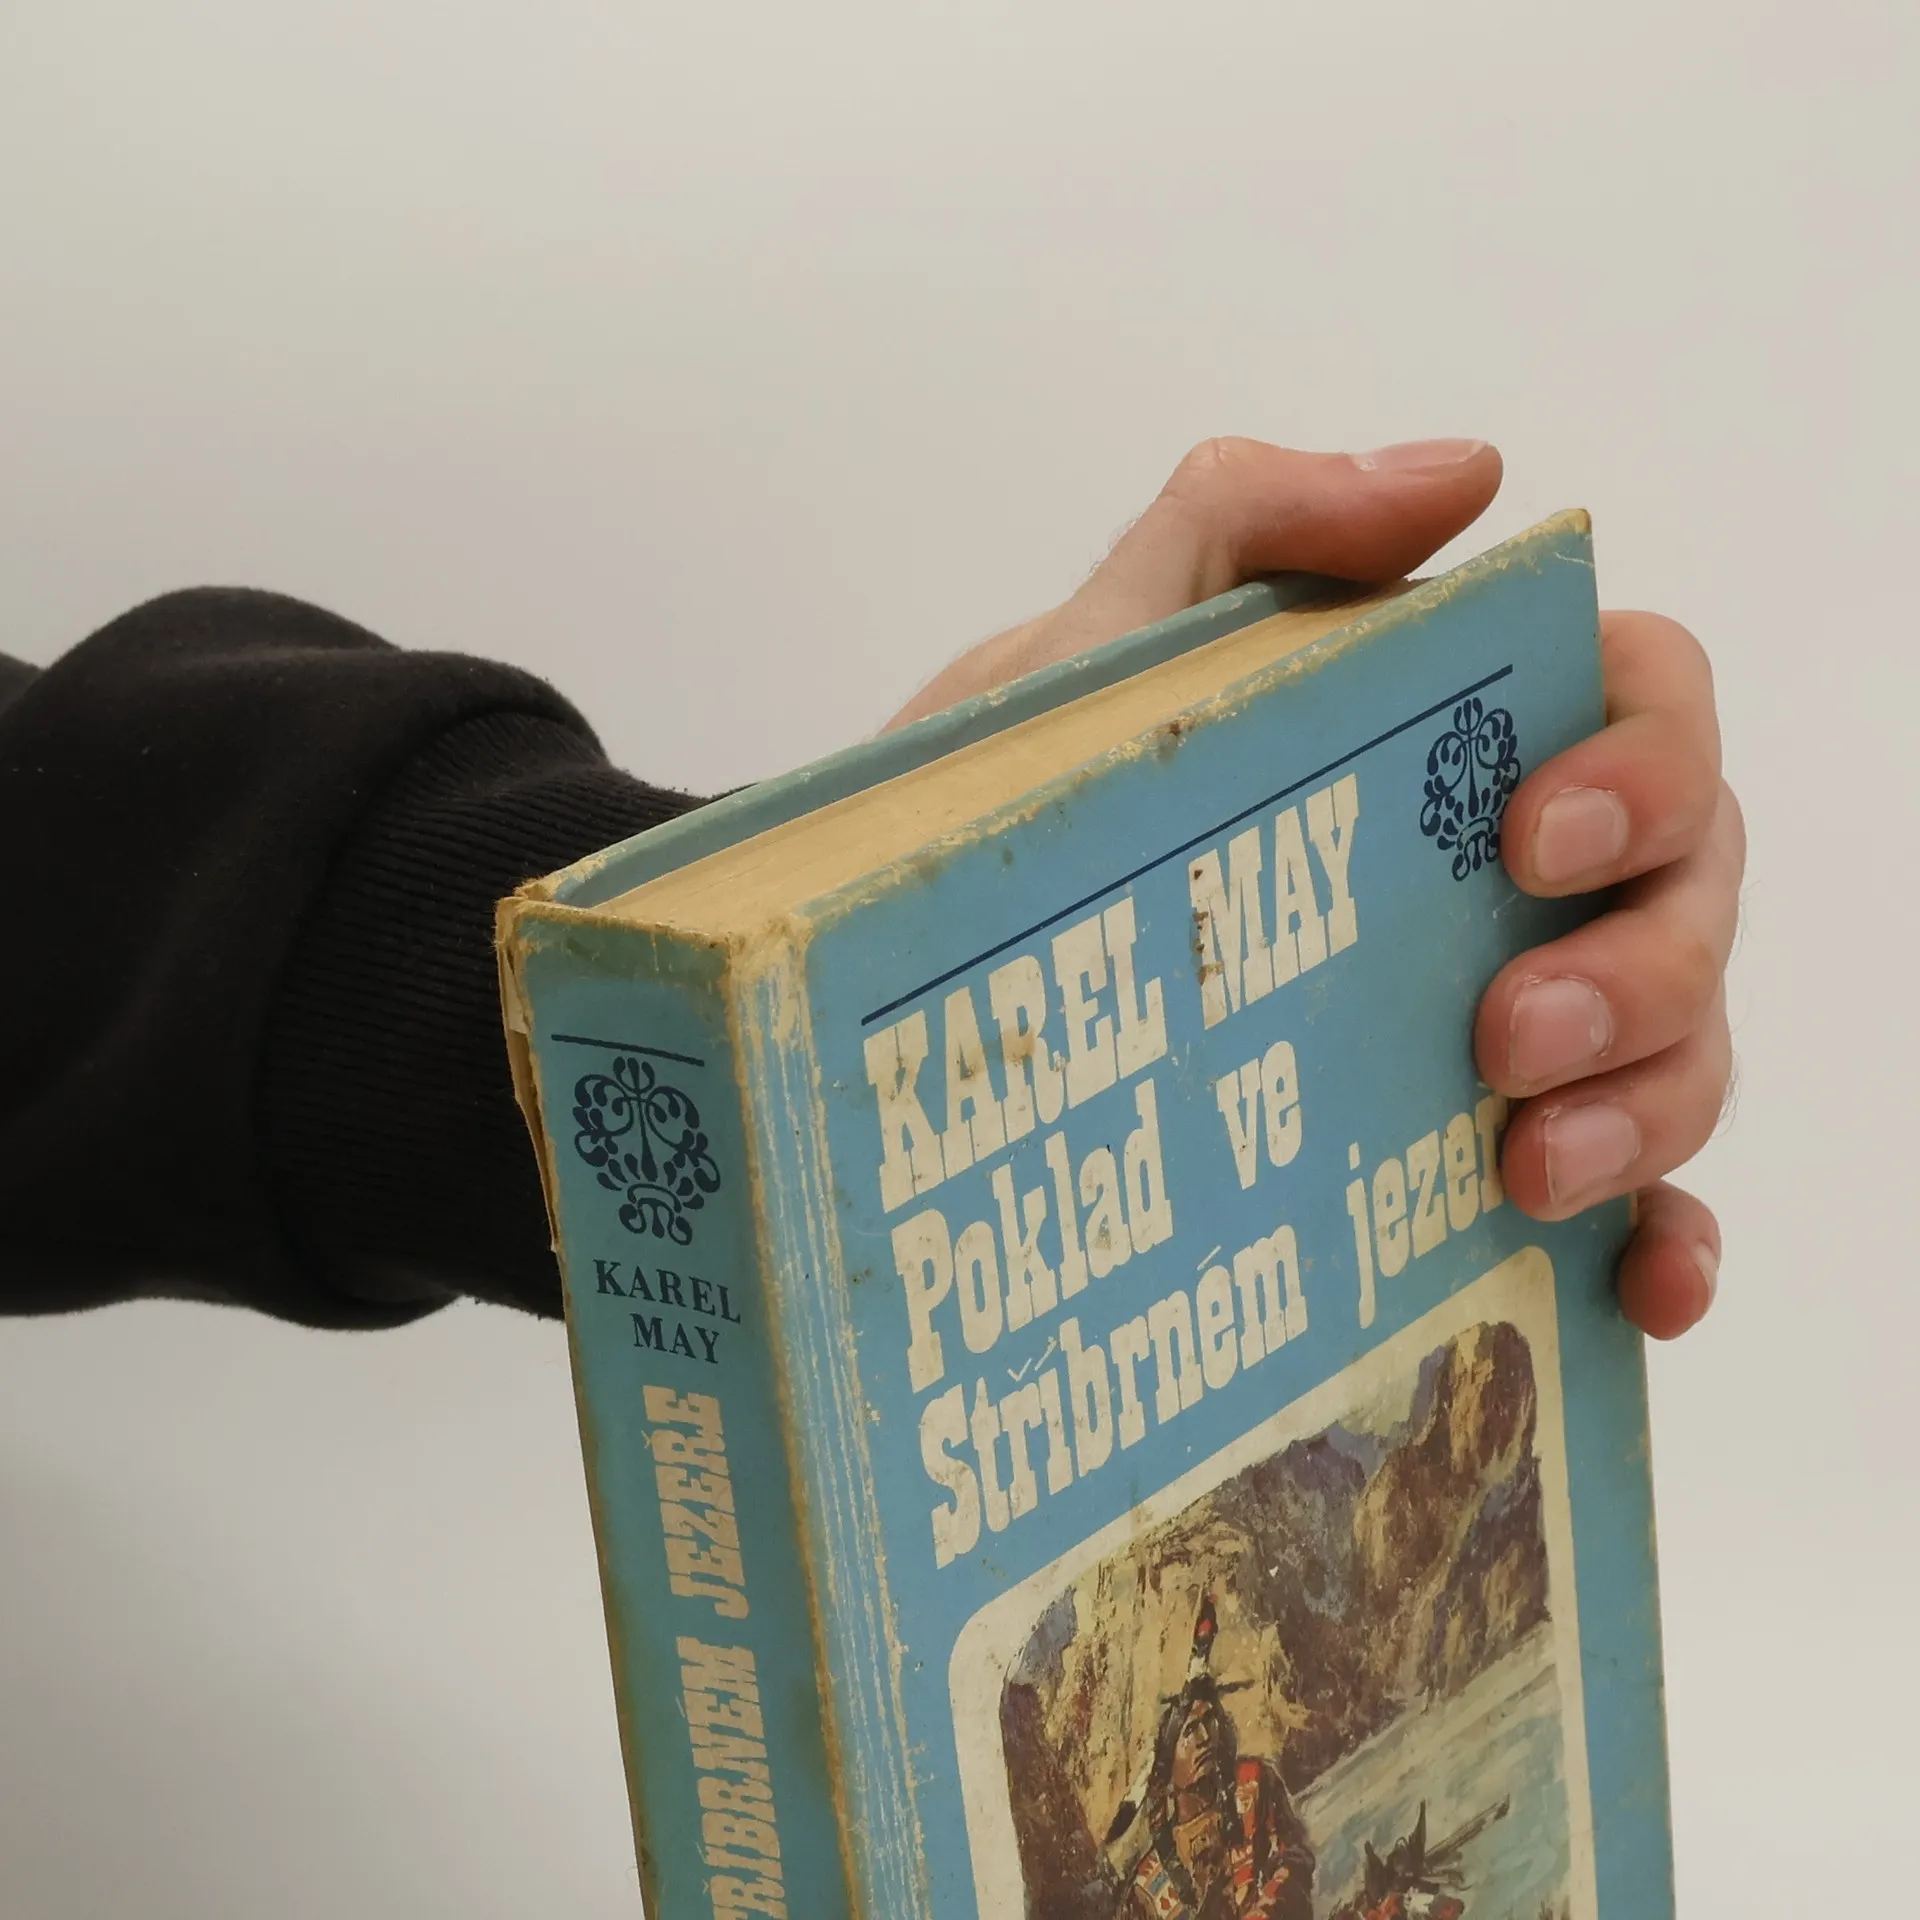 KAREL MAY
Poklad ve
Stříbrném jezer
KAREL
MAY
STŘÍBRNÉM JEZEŘE